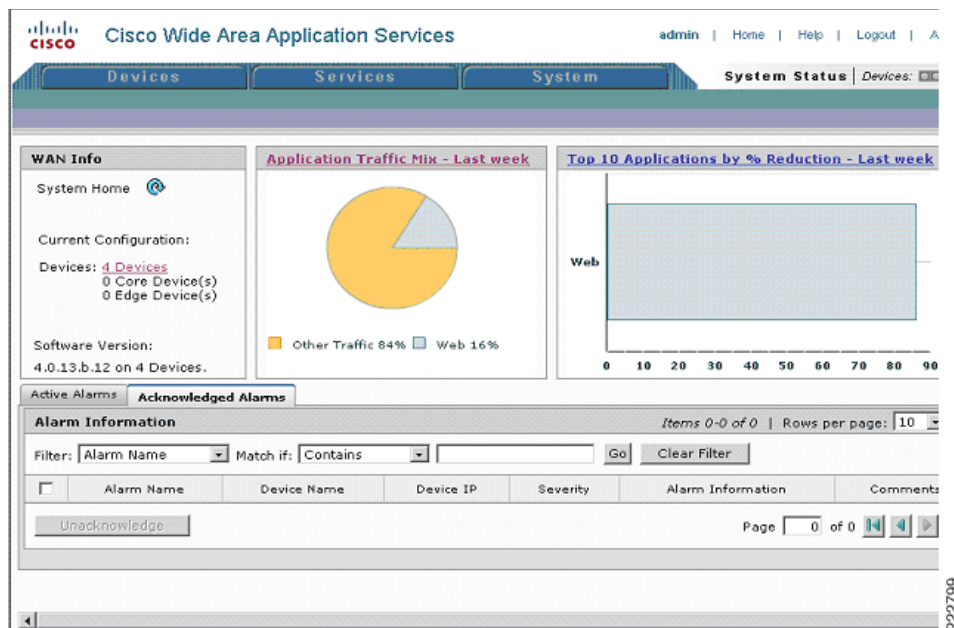 CISCO
Cisco Wide Area Application Services
admin | Home | Help | Logout | A
Devices
Services
System
System Status | Devices:
WAN Info
System Home
Current Configuration:
Devices: 4 Devices
0 Core Device(s)
0 Edge Device(s)
Software Version:
4.0.13.b.12 on 4 Devices.
Application Traffic Mix - Last week
Other Traffic 84% Web 16%
Top 10 Applications by % Reduction - Last week
Web
0 10 20 30 40 50 60 70 80 90
Active Alarms
Acknowledged Alarms
Alarm Information
Items 0-0 of 0 | Rows per page: 10
Filter: Alarm Name Match if: Contains Go Clear Filter
Alarm Name Device Name Device IP Severity Alarm Information Comments
Unacknowledge
Page 0 of 0
222799